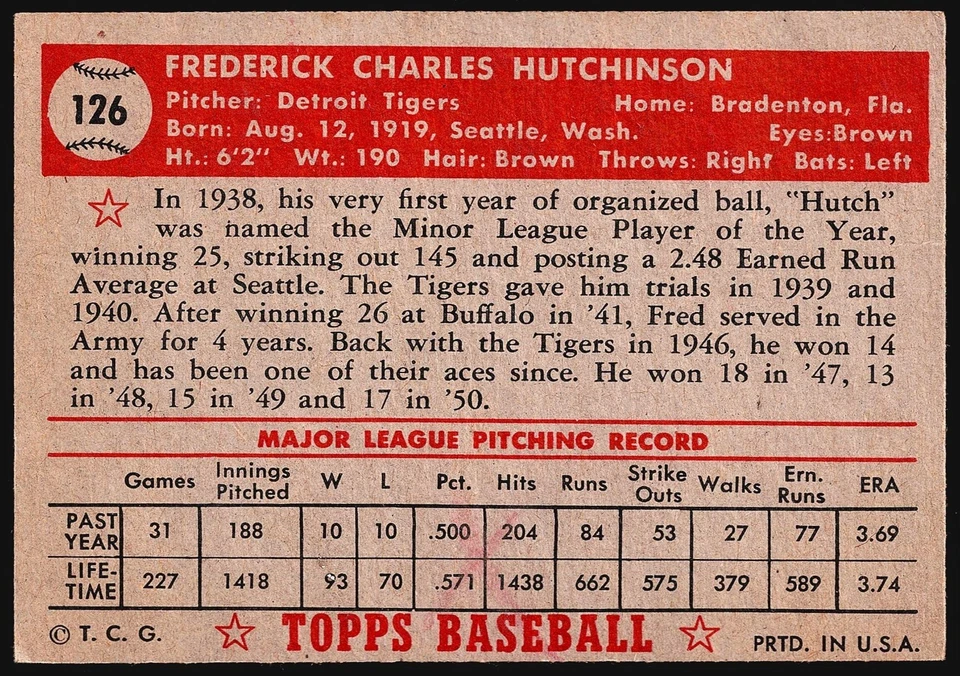 126
FREDERICK CHARLES HUTCHINSON
Pitcher: Detroit Tigers Home: Bradenton, Fla.
Born: Aug. 12, 1919, Seattle, Wash. Eyes:Brown
Ht.: 6'2" Wt.: 190 Hair: Brown Throws: Right Bats: Left
In 1938, his very first year of organized ball, "Hutch"
was named the Minor League Player of the Year,
winning 25, striking out 145 and posting a 2.48 Earned Run
Average at Seattle. The Tigers gave him trials in 1939 and
1940. After winning 26 at Buffalo in '41, Fred served in the
Army for 4 years. Back with the Tigers in 1946, he won 14
and has been one of their aces since. He won 18 in '47, 13
in '48, 15 in '49 and 17 in '50.
MAJOR LEAGUE PITCHING RECORD
Games Innings Pitched W L Pct. Hits Runs Strike Outs Walks Ern. Runs ERA
PAST YEAR 31 188 10 10 .500 204 84 53 27 77 3.69
LIFE-TIME 227 1418 93 70 .571 1438 662 575 379 589 3.74
© T. C. G. TOPPS BASEBALL PRTD. IN U.S.A.